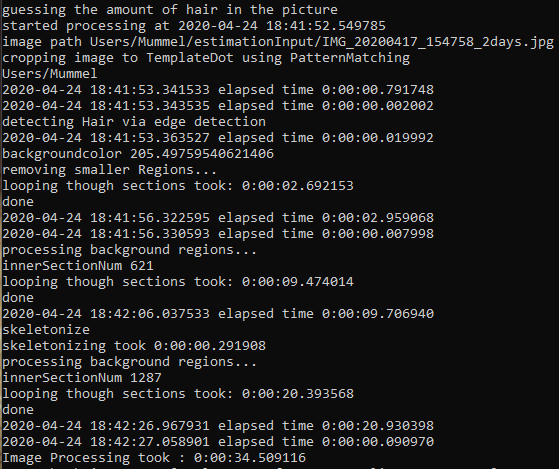 guessing the amount of hair in the picture
started processing at 2020-04-24 18:41:52.549785
image path Users/Mummel/estimationInput/IMG_20200417_154758_2days.jpg
cropping image to TemplateDot using PatternMatching
Users/Mummel
2020-04-24 18:41:53.341533 elapsed time 0:00:00.791748
2020-04-24 18:41:53.343535 elapsed time 0:00:00.002002
detecting Hair via edge detection
2020-04-24 18:41:53.363527 elapsed time 0:00:00.019992
backgroundcolor 205.49759540621406
removing smaller Regions...
looping though sections took: 0:00:02.692153
done
2020-04-24 18:41:56.322595 elapsed time 0:00:02.959068
2020-04-24 18:41:56.330593 elapsed time 0:00:00.007998
processing background regions...
innerSectionNum 621
looping though sections took: 0:00:09.474014
done
2020-04-24 18:42:06.037533 elapsed time 0:00:09.706940
skeletonize
skeletonizing took 0:00:00.291908
processing background regions...
innerSectionNum 1287
looping though sections took: 0:00:20.393568
done
2020-04-24 18:42:26.967931 elapsed time 0:00:20.930398
2020-04-24 18:42:27.058901 elapsed time 0:00:00.090970
Image Processing took : 0:00:34.509116